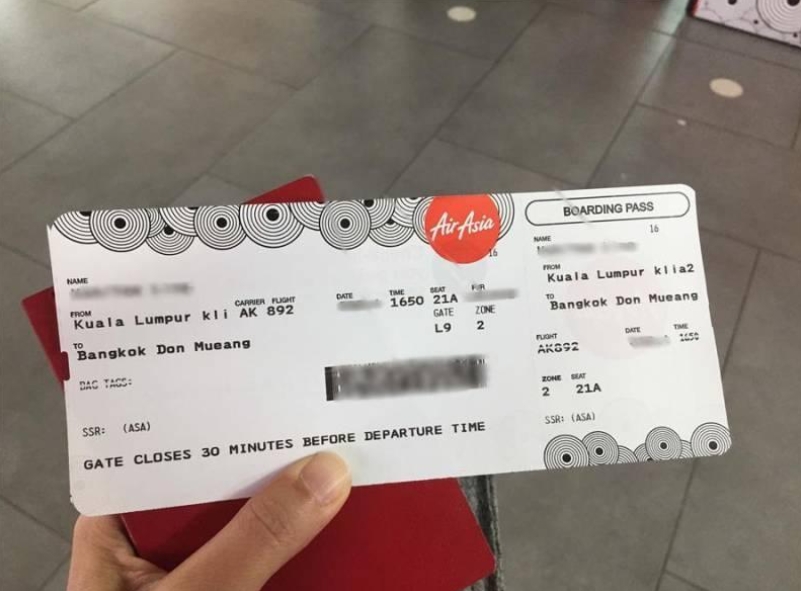 AirAsia
BOARDING PASS
16
16
NAME
FROM
Kuala Lumpur kli
CARRIER FLIGHT
AK 892
DATE
TIME
1650
SEAT
21A
GATE
L9
ZONE
2
TO
Bangkok Don Mueang
BAG TAGS:
SSR: (ASA)
GATE CLOSES 30 MINUTES BEFORE DEPARTURE TIME
NAME
FROM
Kuala Lumpur klia2
TO
Bangkok Don Mueang
FLIGHT
AK892
DATE
TIME
1650
ZONE
2
SEAT
21A
SSR: (ASA)